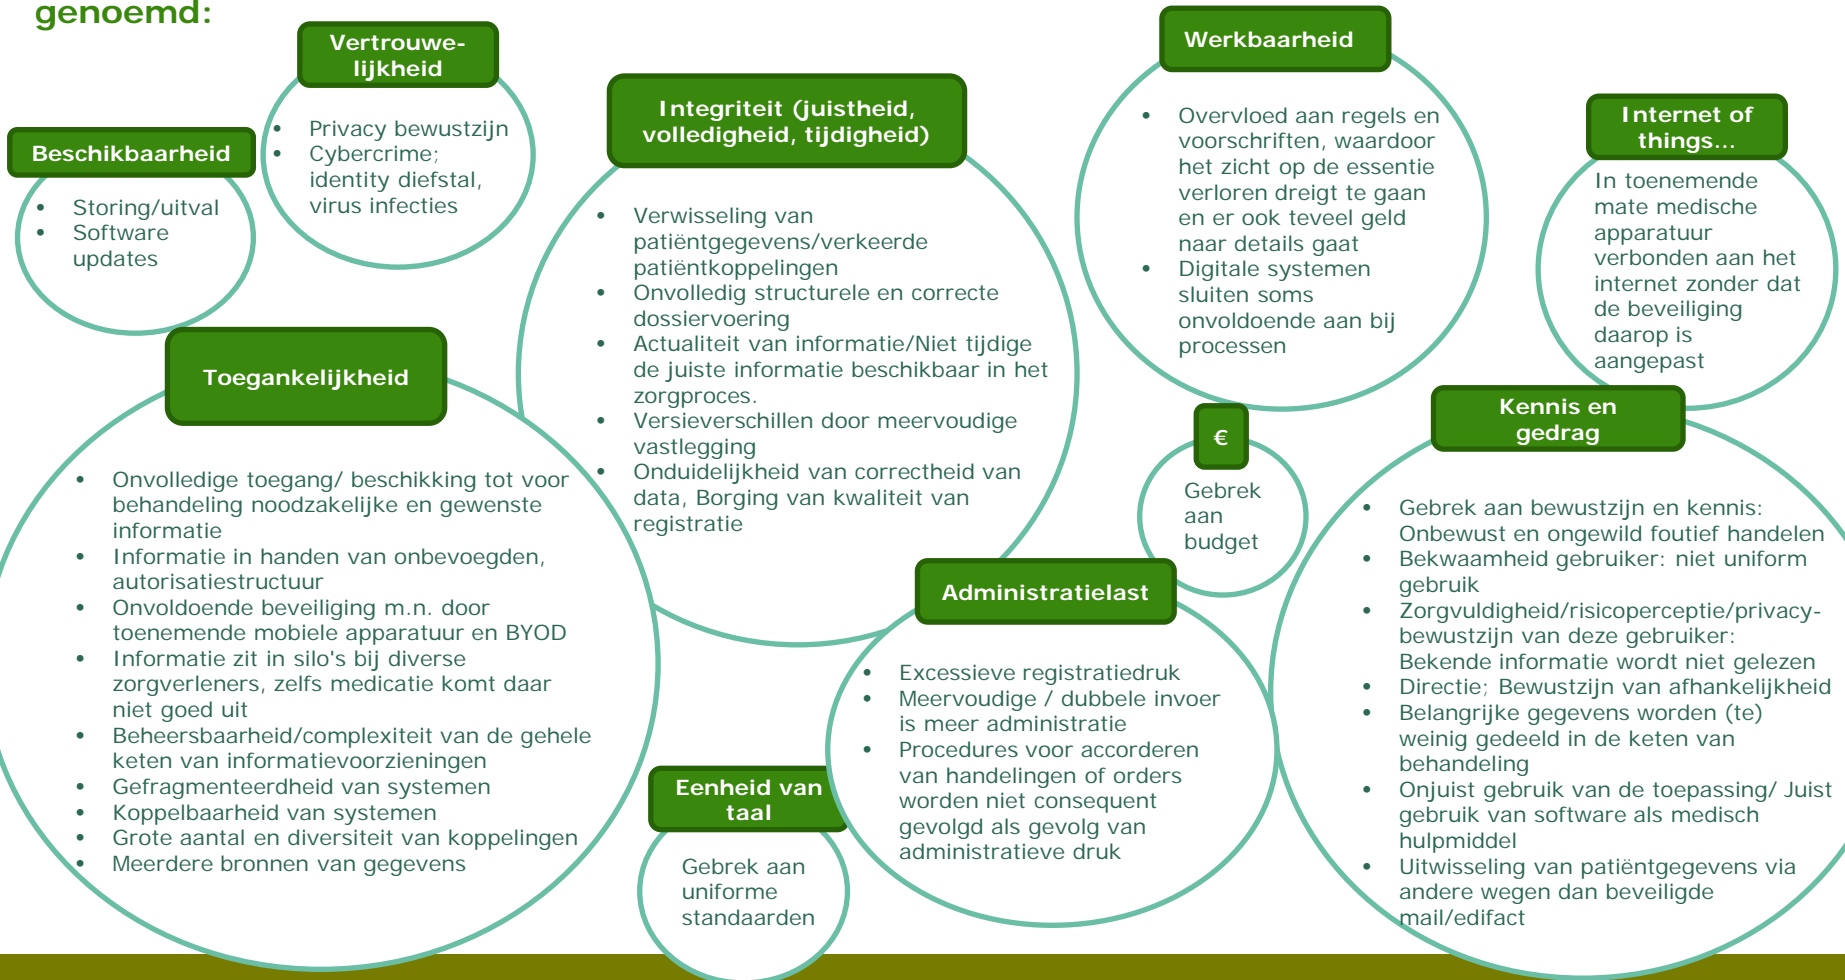 genoemd:
Vertrouwe-
lijkheid
• Privacy bewustzijn
• Cybercrime;
identity diefstal,
virus infecties
Beschikbaarheid
• Storing/uitval
• Software
updates
Integriteit (juistheid,
volledigheid, tijdigheid)
• Verwisseling van
patiëntgegevens/verkeerde
patiëntkoppelingen
• Onvolledig structurele en correcte
dossiervoering
• Actualiteit van informatie/Niet tijdige
de juiste informatie beschikbaar in het
zorgproces.
• Versieverschillen door meervoudige
vastlegging
• Onduidelijkheid van correctheid van
data, Borging van kwaliteit van
registratie
Werkbaarheid
• Overvloed aan regels en
voorschriften, waardoor
het zicht op de essentie
verloren dreigt te gaan
en er ook teveel geld
naar details gaat
• Digitale systemen
sluiten soms
onvoldoende aan bij
processen
Internet of
things...
In toenemende
mate medische
apparatuur
verbonden aan het
internet zonder dat
de beveiliging
daarop is
aangepast
Toegankelijkheid
• Onvolledige toegang/ beschikking tot voor
behandeling noodzakelijke en gewenste
informatie
• Informatie in handen van onbevoegden,
autorisatiestructuur
• Onvoldoende beveiliging m.n. door
toenemende mobiele apparatuur en BYOD
• Informatie zit in silo's bij diverse
zorgverleners, zelfs medicatie komt daar
niet goed uit
• Beheersbaarheid/complexiteit van de gehele
keten van informatievoorzieningen
• Gefragmenteerdheid van systemen
• Koppelbaarheid van systemen
• Grote aantal en diversiteit van koppelingen
• Meerdere bronnen van gegevens
€
Gebrek
aan
budget
Kennis en
gedrag
• Gebrek aan bewustzijn en kennis:
Onbewust en ongewild foutief handelen
• Bekwaamheid gebruiker: niet uniform
gebruik
• Zorgvuldigheid/risicoperceptie/privacy-
bewustzijn van deze gebruiker:
Bekende informatie wordt niet gelezen
• Directie; Bewustzijn van afhankelijkheid
• Belangrijke gegevens worden (te)
weinig gedeeld in de keten van
behandeling
• Onjuist gebruik van de toepassing/ Juist
gebruik van software als medisch
hulpmiddel
• Uitwisseling van patiëntgegevens via
andere wegen dan beveiligde
mail/edifact
Administratielast
• Excessieve registratiedruk
• Meervoudige / dubbele invoer
is meer administratie
• Procedures voor accorderen
van handelingen of orders
worden niet consequent
gevolgd als gevolg van
administratieve druk
Eenheid van
taal
Gebrek aan
uniforme
standaarden